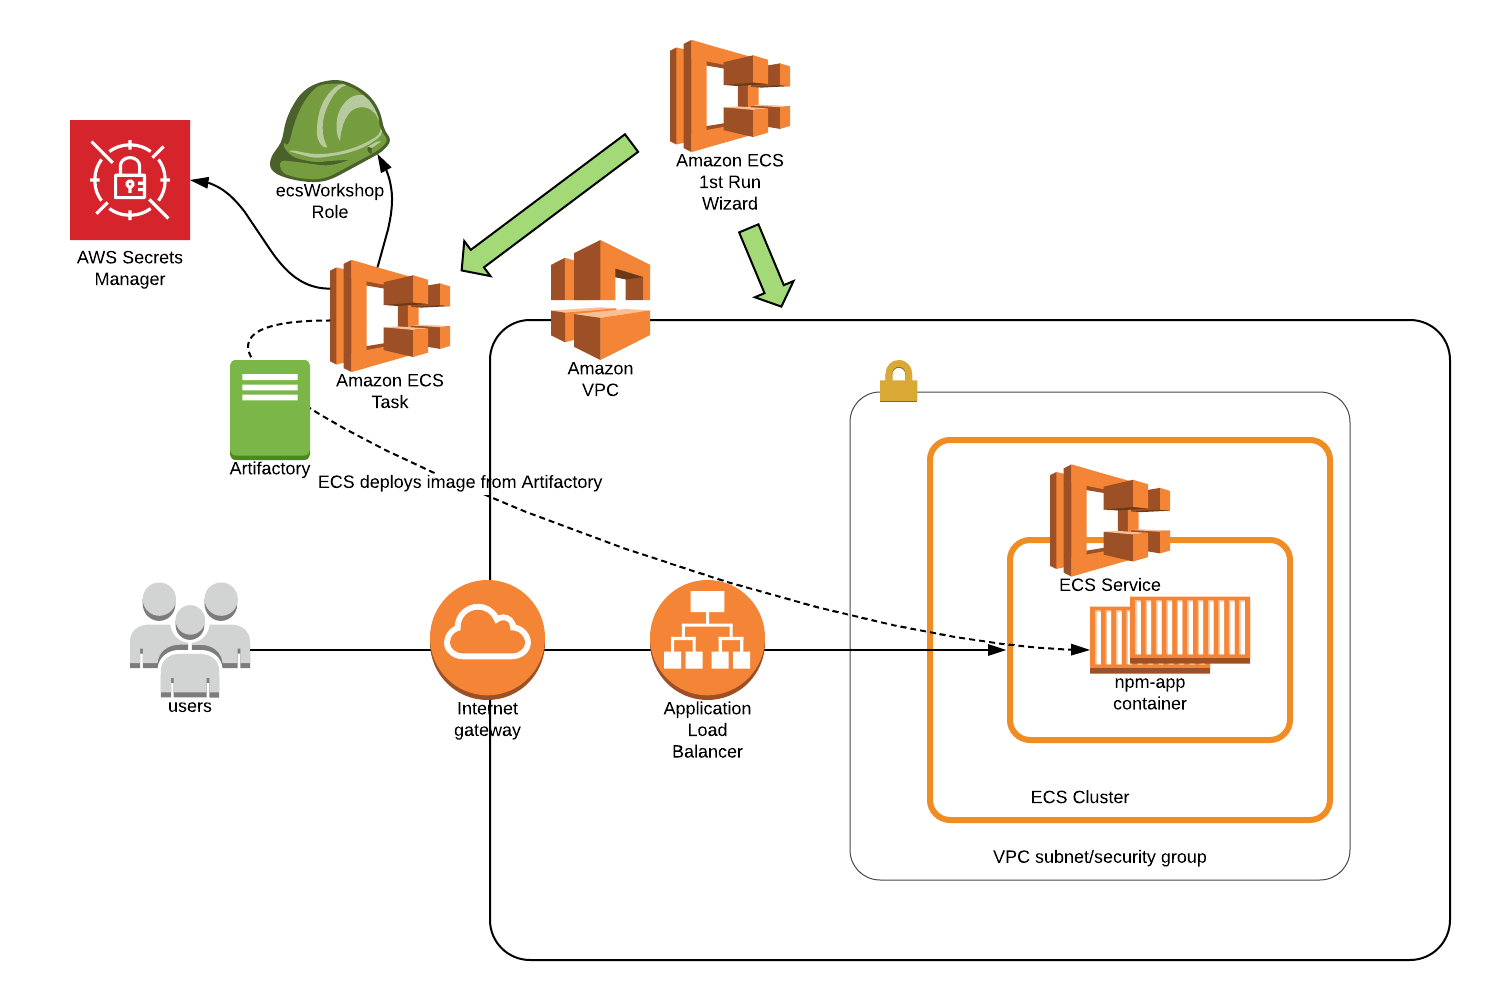 Amazon ECS
1st Run
Wizard
ecsWorkshop
Role
AWS Secrets
Manager
Amazon ECS
Task
Amazon
VPC
Artifactory
ECS deploys image from Artifactory
ECS Service
npm-app
container
users
Internet
gateway
Application
Load
Balancer
ECS Cluster
VPC subnet/security group